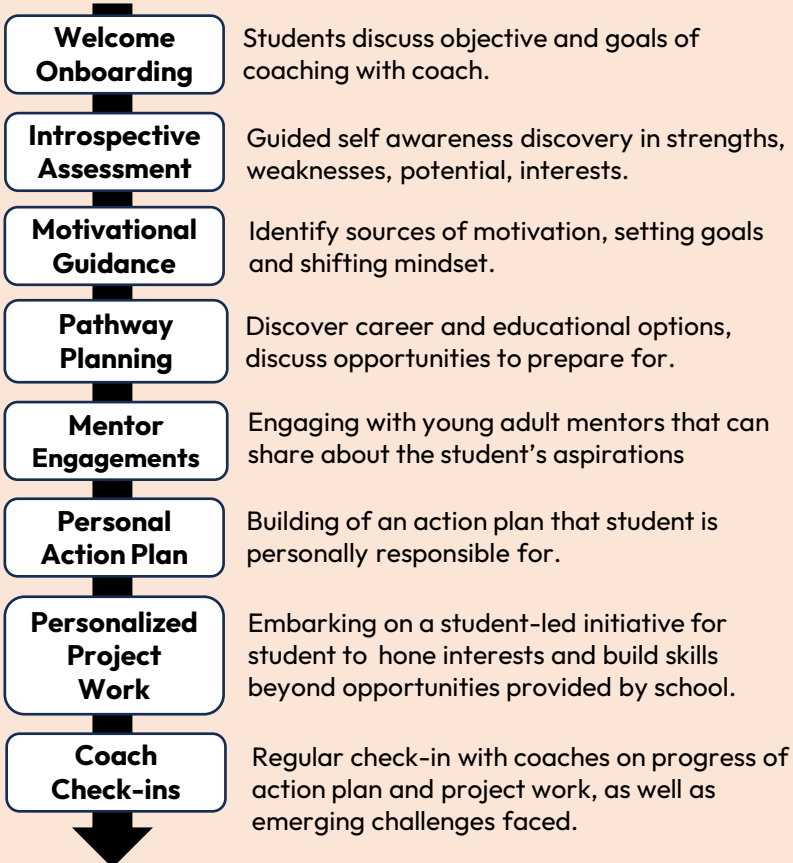 Welcome
Onboarding
Students discuss objective and goals of
coaching with coach.
Introspective
Assessment
Guided self awareness discovery in strengths,
weaknesses, potential, interests.
Motivational
Guidance
Identify sources of motivation, setting goals
and shifting mindset.
Pathway
Planning
Discover career and educational options,
discuss opportunities to prepare for.
Mentor
Engagements
Engaging with young adult mentors that can
share about the student’s aspirations
Personal
Action Plan
Building of an action plan that student is
personally responsible for.
Personalized
Project
Work
Embarking on a student-led initiative for
student to hone interests and build skills
beyond opportunities provided by school.
Coach
Check-ins
Regular check-in with coaches on progress of
action plan and project work, as well as
emerging challenges faced.